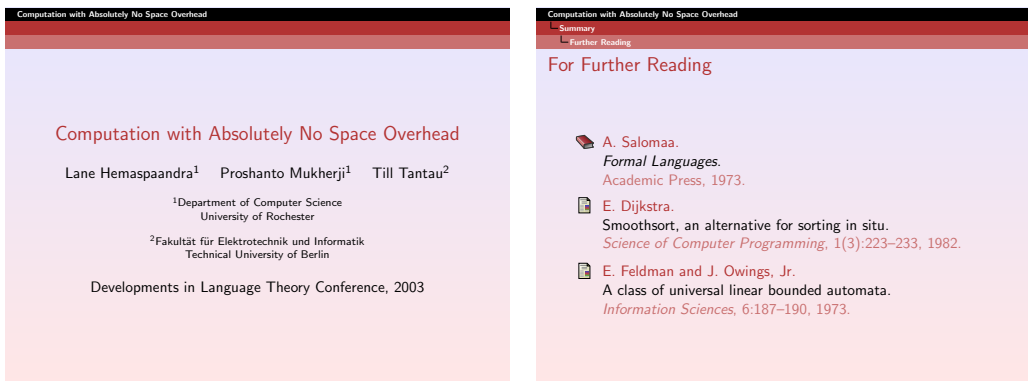 Computation with Absolutely No Space Overhead
Computation with Absolutely No Space Overhead
Lane Hemaspaandra1 Proshanto Mukherji1 Till Tantau2
1Department of Computer Science
University of Rochester
2Fakultät für Elektrotechnik und Informatik
Technical University of Berlin
Developments in Language Theory Conference, 2003
Computation with Absolutely No Space Overhead
Summary
Further Reading
For Further Reading
A. Salomaa.
Formal Languages.
Academic Press, 1973.
E. Dijkstra.
Smoothsort, an alternative for sorting in situ.
Science of Computer Programming, 1(3):223–233, 1982.
E. Feldman and J. Owings, Jr.
A class of universal linear bounded automata.
Information Sciences, 6:187–190, 1973.